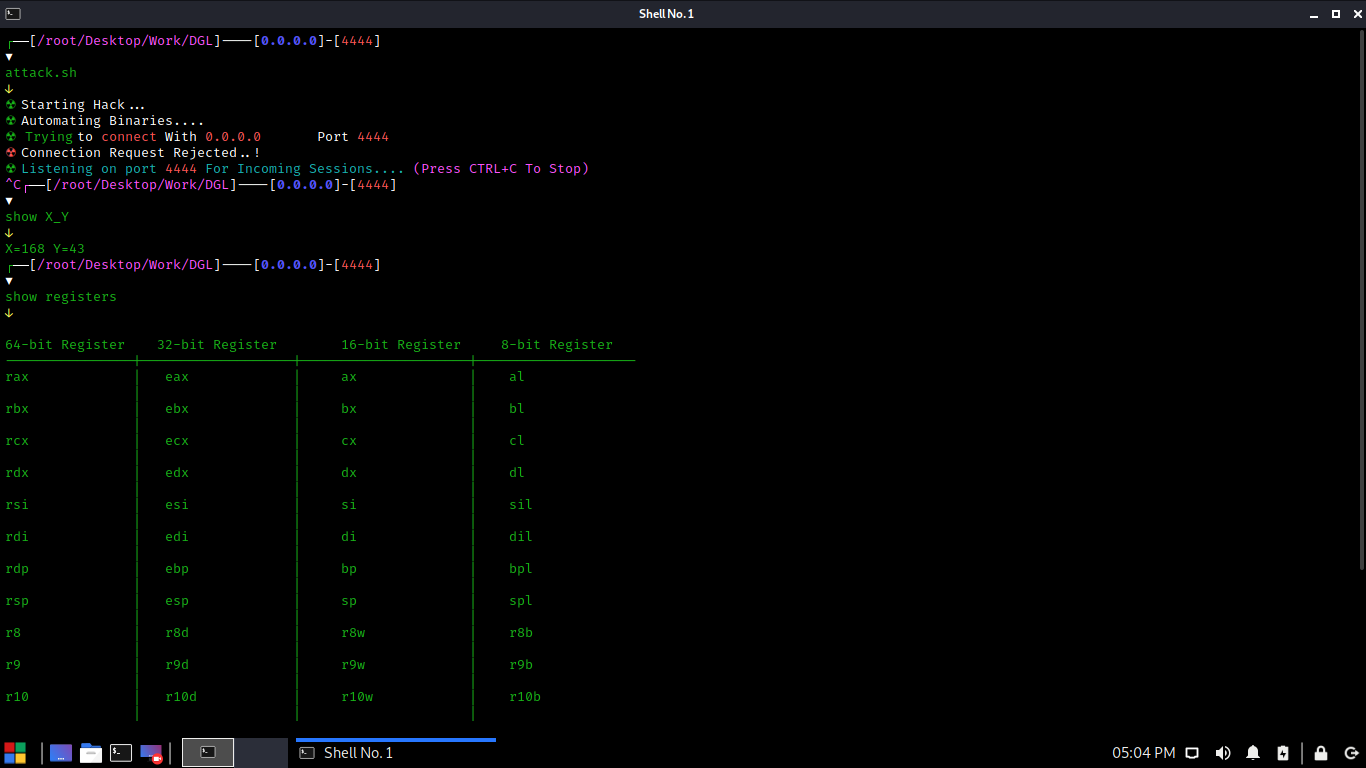 Shell No. 1
┌──[/root/Desktop/Work/DGL]────[0.0.0.0]-[4444]
▼
attack.sh
↓
☢ Starting Hack...
☢ Automating Binaries....
☢ Trying to connect With 0.0.0.0 Port 4444
☢ Connection Request Rejected..!
☢ Listening on port 4444 For Incoming Sessions.... (Press CTRL+C To Stop)
^C┌──[/root/Desktop/Work/DGL]────[0.0.0.0]-[4444]
▼
show X_Y
↓
X=168 Y=43
┌──[/root/Desktop/Work/DGL]────[0.0.0.0]-[4444]
▼
show registers
↓
64-bit Register 32-bit Register 16-bit Register 8-bit Register
rax eax ax al
rbx ebx bx bl
rcx ecx cx cl
rdx edx dx dl
rsi esi si sil
rdi edi di dil
rdp ebp bp bpl
rsp esp sp spl
r8 r8d r8w r8b
r9 r9d r9w r9b
r10 r10d r10w r10b
Shell No. 1 05:04 PM